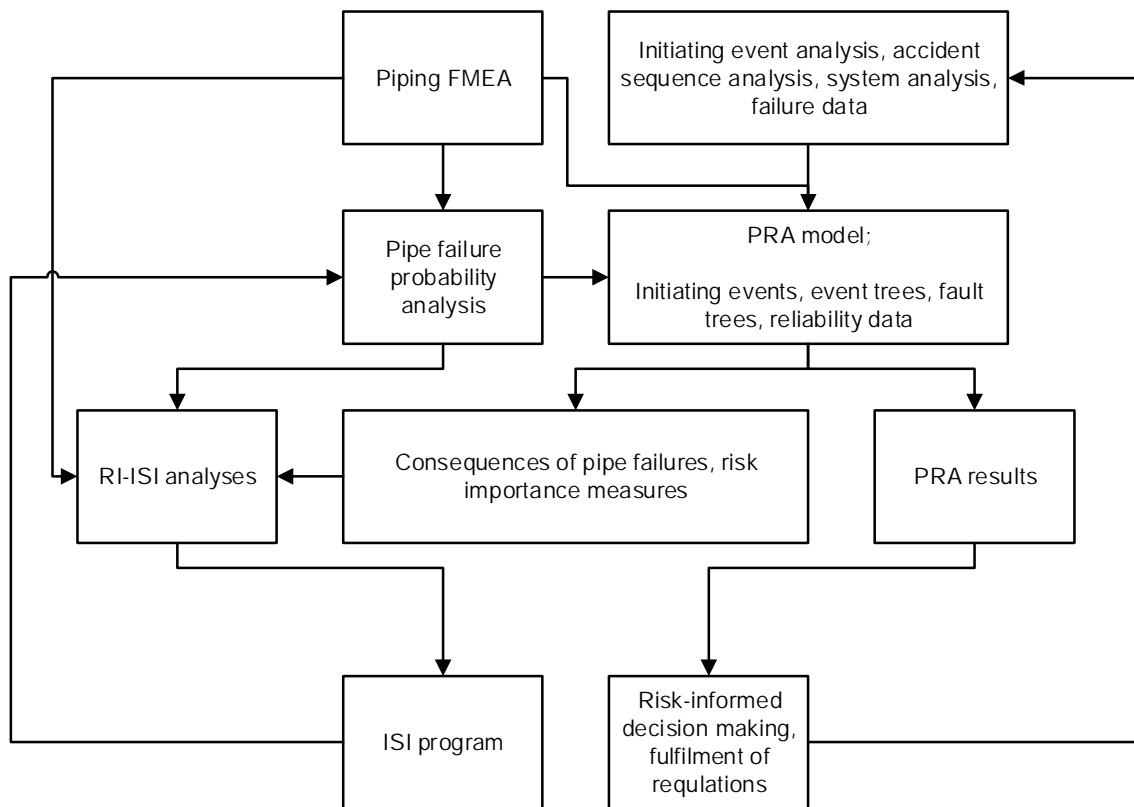 Piping FMEA
Initiating event analysis, accident
sequence analysis, system analysis,
failure data
Pipe failure
probability
analysis
PRA model;
Initiating events, event trees, fault
trees, reliability data
RI-ISI analyses
Consequences of pipe failures, risk
importance measures
PRA results
ISI program
Risk-informed
decision making,
fulfilment of
requlations